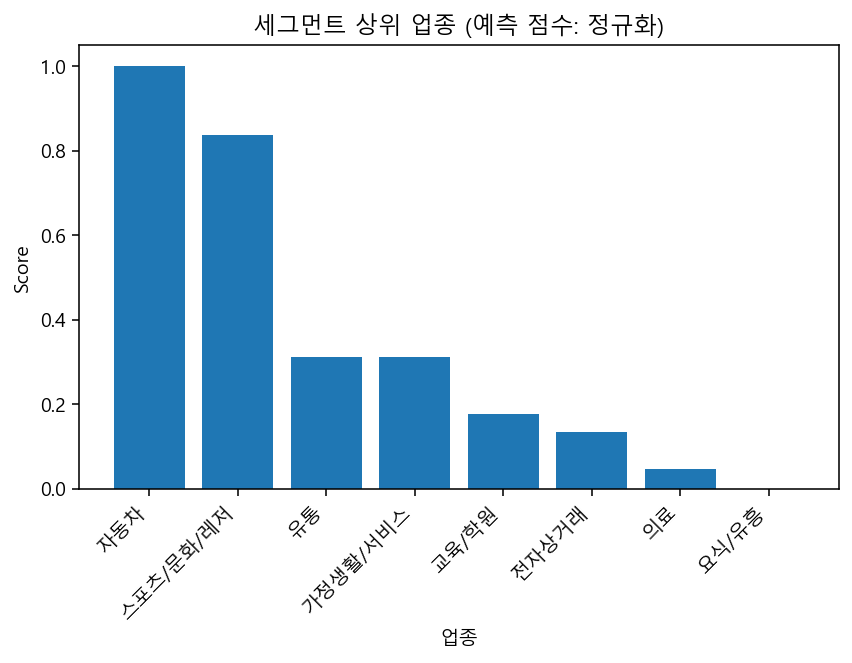 세그먼트 상위 업종 (예측 점수: 정규화)
Score
1.0
0.8
0.6
0.4
0.2
0.0
자동차
스포츠/문화/레저
유통
가정생활/서비스
교육/학원
전자상거래
의료
요식/유흥
업종